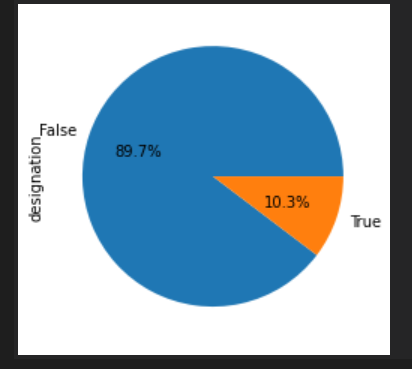 False
89.7%
designation
10.3%
True